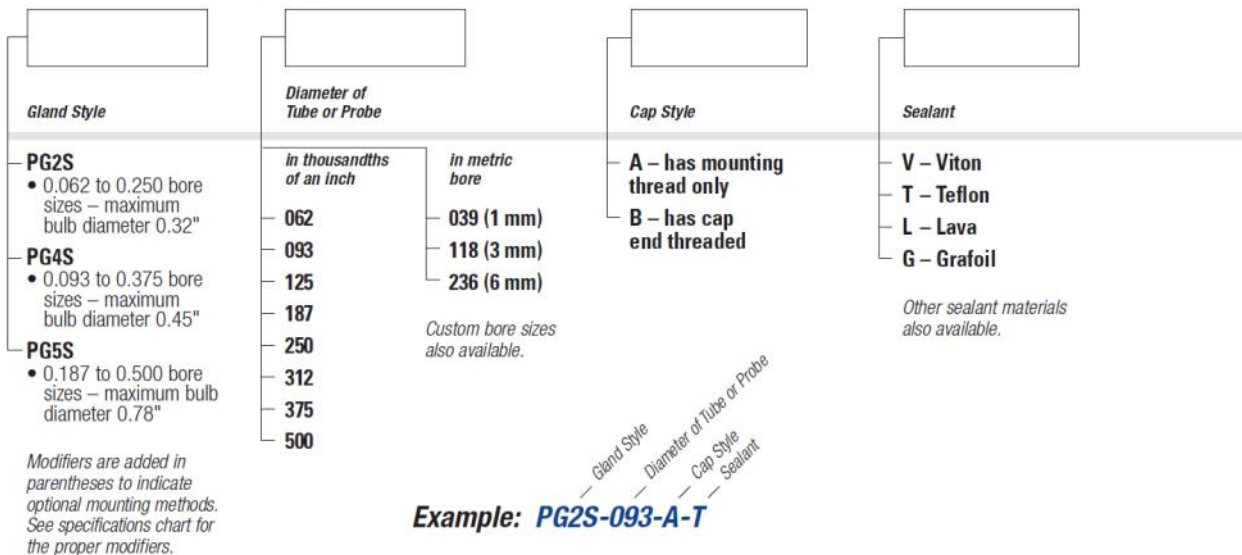 Gland Style
PG2S
• 0.062 to 0.250 bore
sizes – maximum
bulb diameter 0.32"
PG4S
• 0.093 to 0.375 bore
sizes – maximum
bulb diameter 0.45"
PG5S
• 0.187 to 0.500 bore
sizes – maximum bulb
diameter 0.78"
Modifiers are added in
parentheses to indicate
optional mounting methods.
See specifications chart for
the proper modifiers.
Diameter of
Tube or Probe
in thousandths
of an inch
062
093
125
187
250
312
375
500
in metric
bore
039 (1 mm)
118 (3 mm)
236 (6 mm)
Custom bore sizes
also available.
Cap Style
A – has mounting
thread only
B – has cap
end threaded
Sealant
V – Viton
T – Teflon
L – Lava
G – Grafoil
Other sealant materials
also available.
Gland Style
Diameter of Tube or Probe
Cap Style
Sealant
Example: PG2S-093-A-T